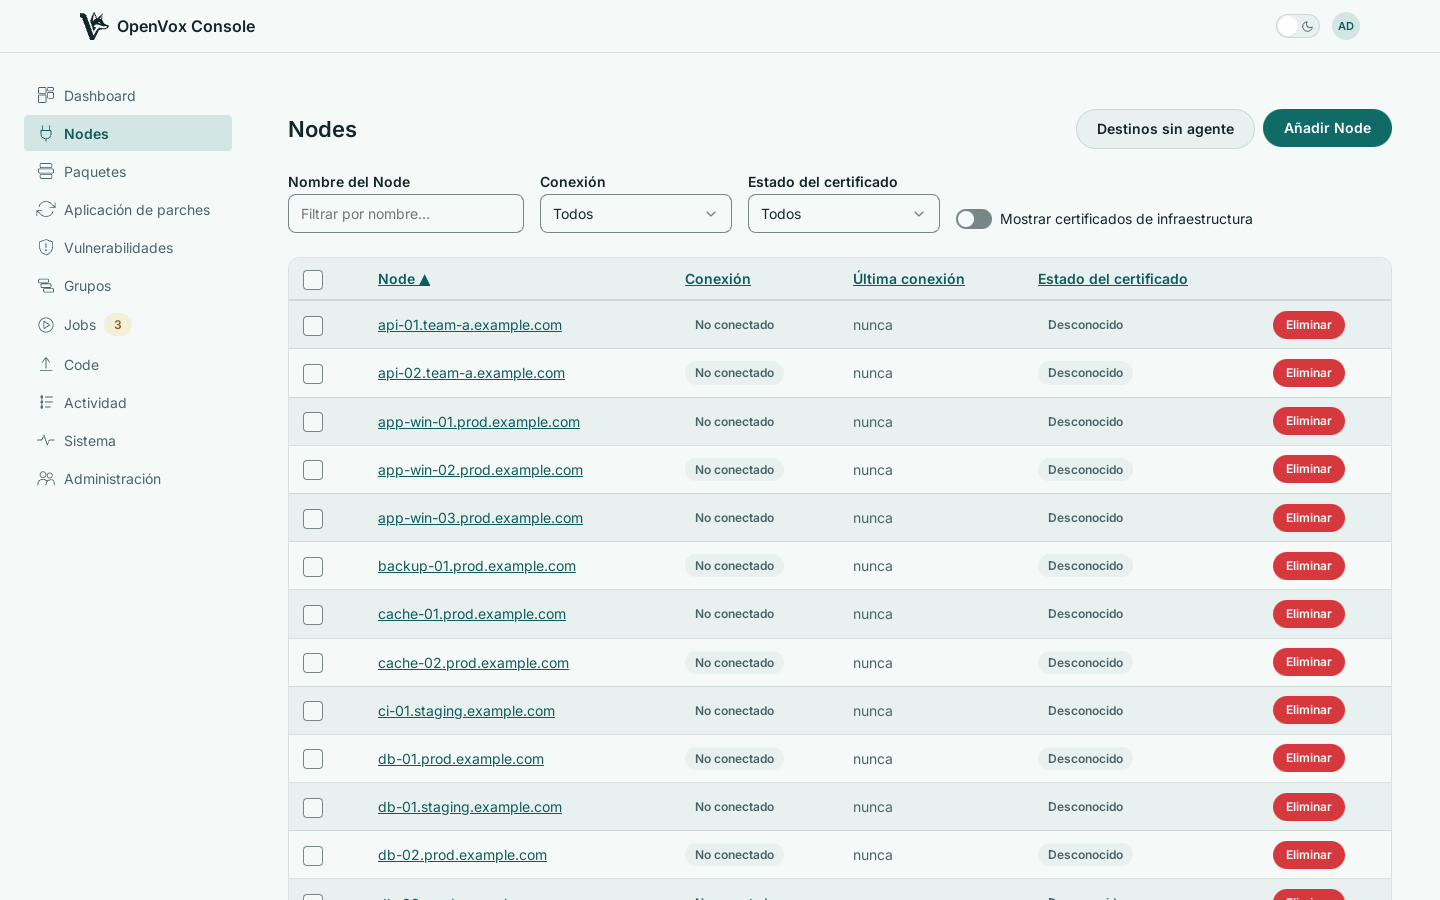 OpenVox Console
AD
Dashboard
Nodes
Paquetes
Aplicación de parches
Vulnerabilidades
Grupos
Jobs 3
Code
Actividad
Sistema
Administración
Nodes
Destinos sin agente
Añadir Node
Nombre del Node
Conexión
Estado del certificado
Filtrar por nombre...
Todos
Todos
Mostrar certificados de infraestructura
Node ▲ Conexión Última conexión Estado del certificado
api-01.team-a.example.com No conectado nunca Desconocido Eliminar
api-02.team-a.example.com No conectado nunca Desconocido Eliminar
app-win-01.prod.example.com No conectado nunca Desconocido Eliminar
app-win-02.prod.example.com No conectado nunca Desconocido Eliminar
app-win-03.prod.example.com No conectado nunca Desconocido Eliminar
backup-01.prod.example.com No conectado nunca Desconocido Eliminar
cache-01.prod.example.com No conectado nunca Desconocido Eliminar
cache-02.prod.example.com No conectado nunca Desconocido Eliminar
ci-01.staging.example.com No conectado nunca Desconocido Eliminar
db-01.prod.example.com No conectado nunca Desconocido Eliminar
db-01.staging.example.com No conectado nunca Desconocido Eliminar
db-02.prod.example.com No conectado nunca Desconocido Eliminar